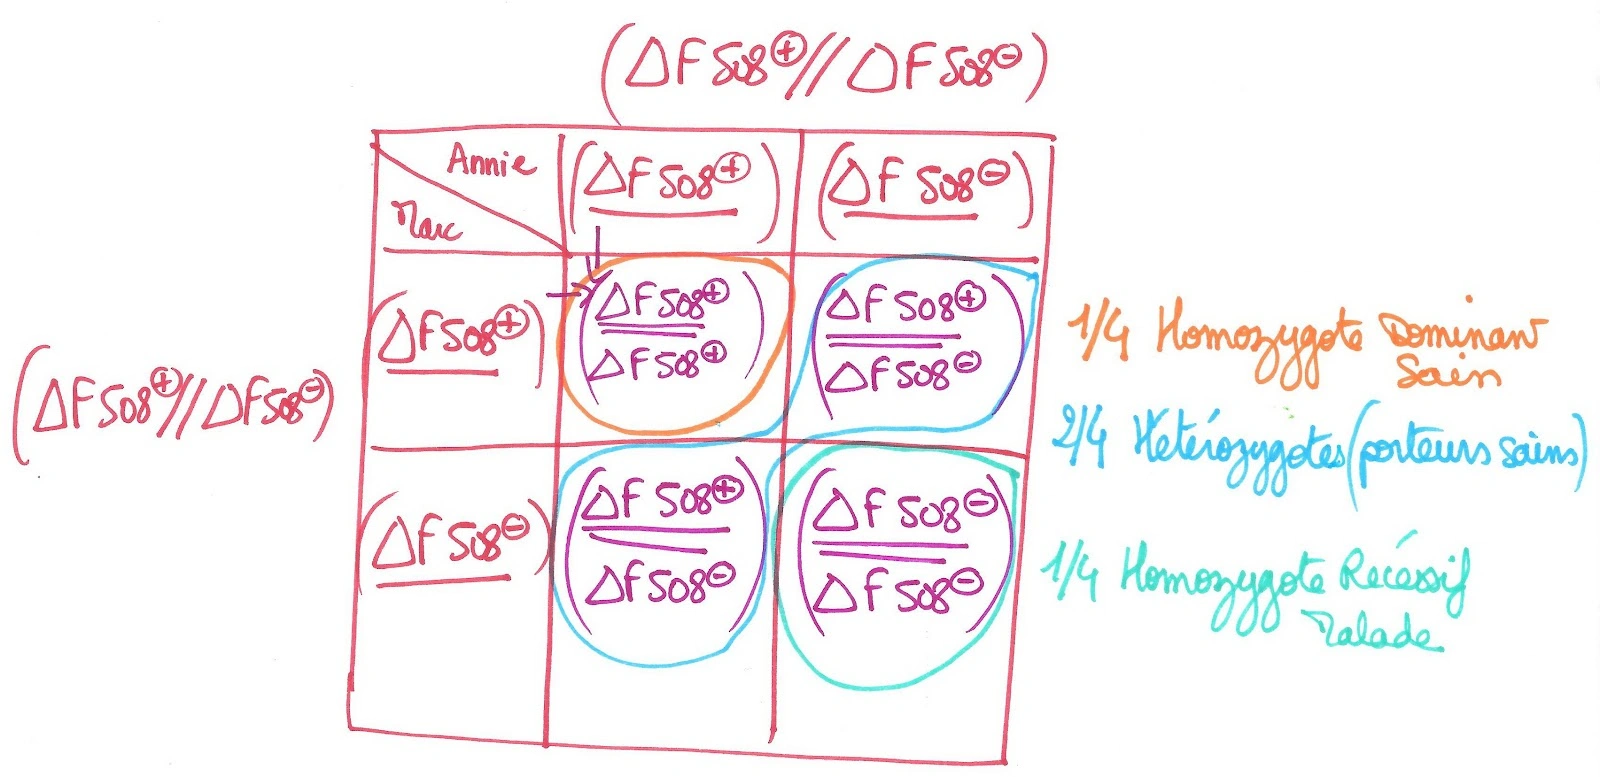 (ΔF508⊕//ΔF508⊖)
Annie
Marc
(ΔF508⊕)
(ΔF508⊖)
(ΔF508⊕//ΔF508⊖)
(ΔF508⊕)
(ΔF508⊕
ΔF508⊕)
(ΔF508⊕
ΔF508⊖)
(ΔF508⊖)
(ΔF508⊕
ΔF508⊖)
(ΔF508⊖
ΔF508⊖)
1/4 Homozygote Dominant
Sain
2/4 Hétérozygotes (porteurs sains)
1/4 Homozygote Récessif
Malade